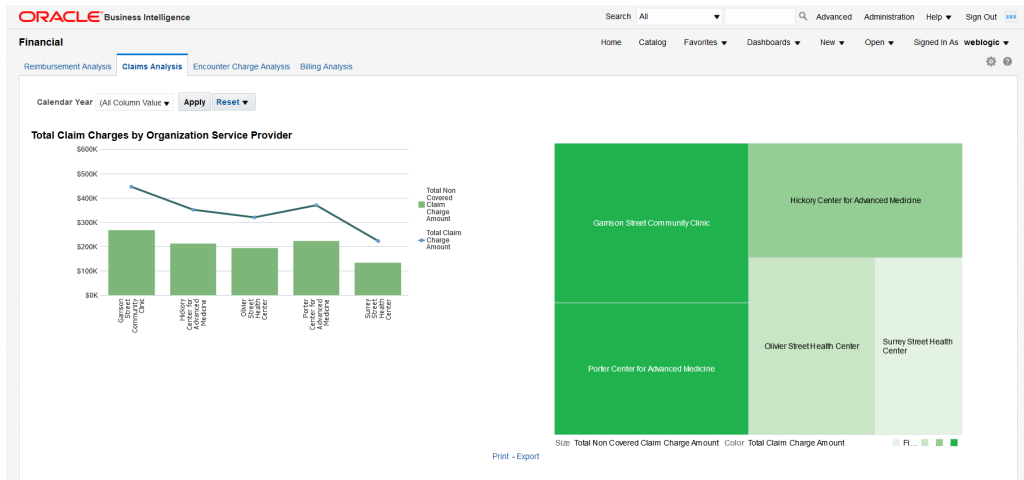 ORACLE Business Intelligence
Search All Advanced Administration Help Sign Out
Financial
Home Catalog Favorites Dashboards New Open Signed In As weblogic
Reimbursement Analysis Claims Analysis Encounter Charge Analysis Billing Analysis
Calendar Year (All Column Value Apply Reset
Total Claim Charges by Organization Service Provider
$600K
$500K
$400K
$300K
$200K
$100K
$0K
Garrison
Street
Community
Clinic
Hickory
Center for
Advanced
Medicine
Olivier
Street
Health
Center
Porter
Center for
Advanced
Medicine
Surrey
Street
Health
Center
Total Non
Covered
Claim
Charge
Amount
Total Claim
Charge
Amount
Garrison Street Community Clinic
Hickory Center for Advanced Medicine
Porter Center for Advanced Medicine
Olivier Street Health Center
Surrey Street Health
Center
Size Total Non Covered Claim Charge Amount Color Total Claim Charge Amount Fi...
Print - Export